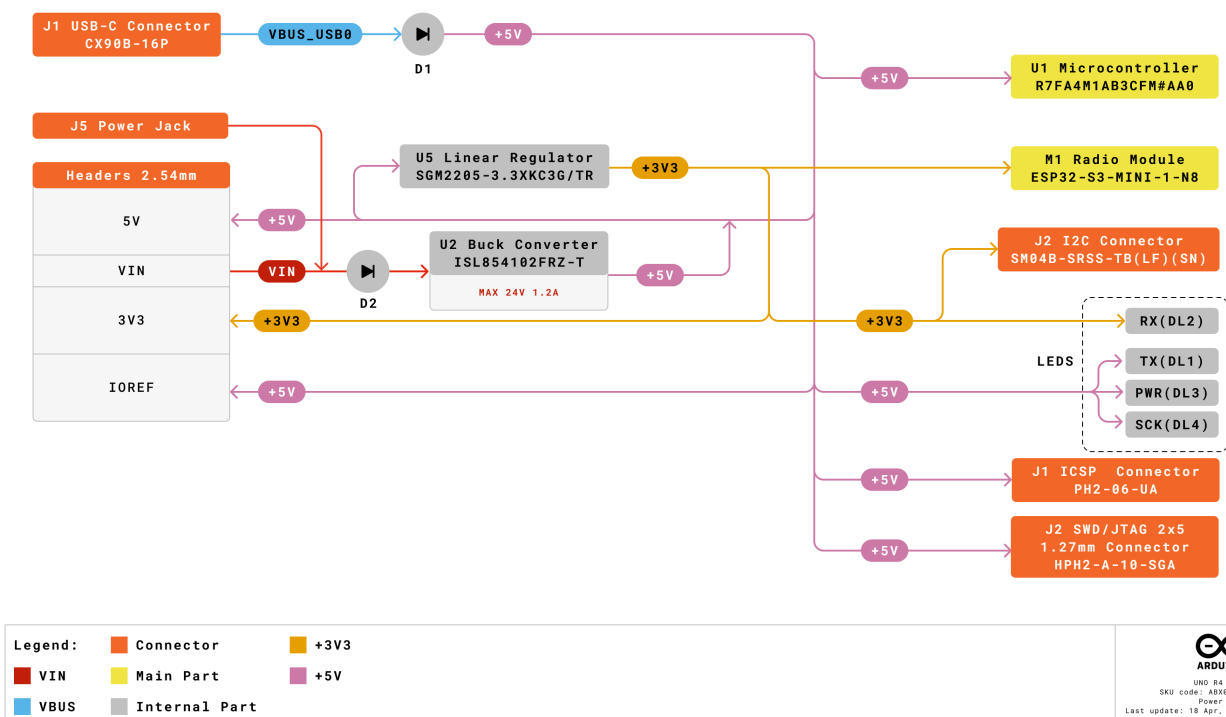 J1 USB-C Connector
CX90B-16P
VBUS_USB0
D1
+5V
+5V
U1 Microcontroller
R7FA4M1AB3CFM#AA0
J5 Power Jack
U5 Linear Regulator
SGM2205-3.3XKC3G/TR
+3V3
M1 Radio Module
ESP32-S3-MINI-1-N8
Headers 2.54mm
5V
+5V
VIN
VIN
D2
U2 Buck Converter
ISL854102FRZ-T
MAX 24V 1.2A
+5V
J2 I2C Connector
SM04B-SRSS-TB(LF)(SN)
3V3
+3V3
+3V3
RX(DL2)
LEDS
TX(DL1)
IOREF
+5V
+5V
PWR(DL3)
SCK(DL4)
+5V
J1 ICSP Connector
PH2-06-UA
+5V
J2 SWD/JTAG 2x5
1.27mm Connector
HPH2-A-10-SGA
Legend:
Connector
+3V3
VIN
Main Part
+5V
VBUS
Internal Part
UNO R4
SKU code:
Power
Last update: 18 Apr,